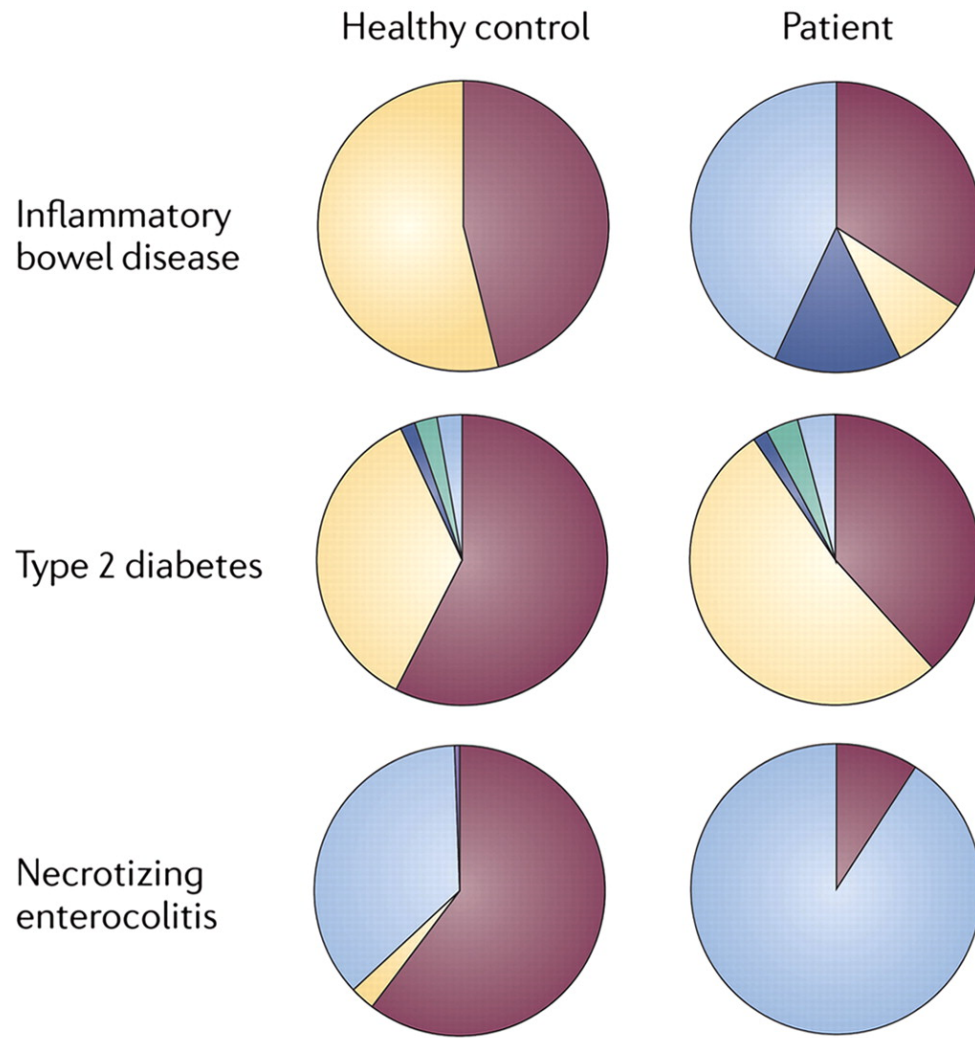 Healthy control
Patient
Inflammatory
bowel disease
Type 2 diabetes
Necrotizing
enterocolitis